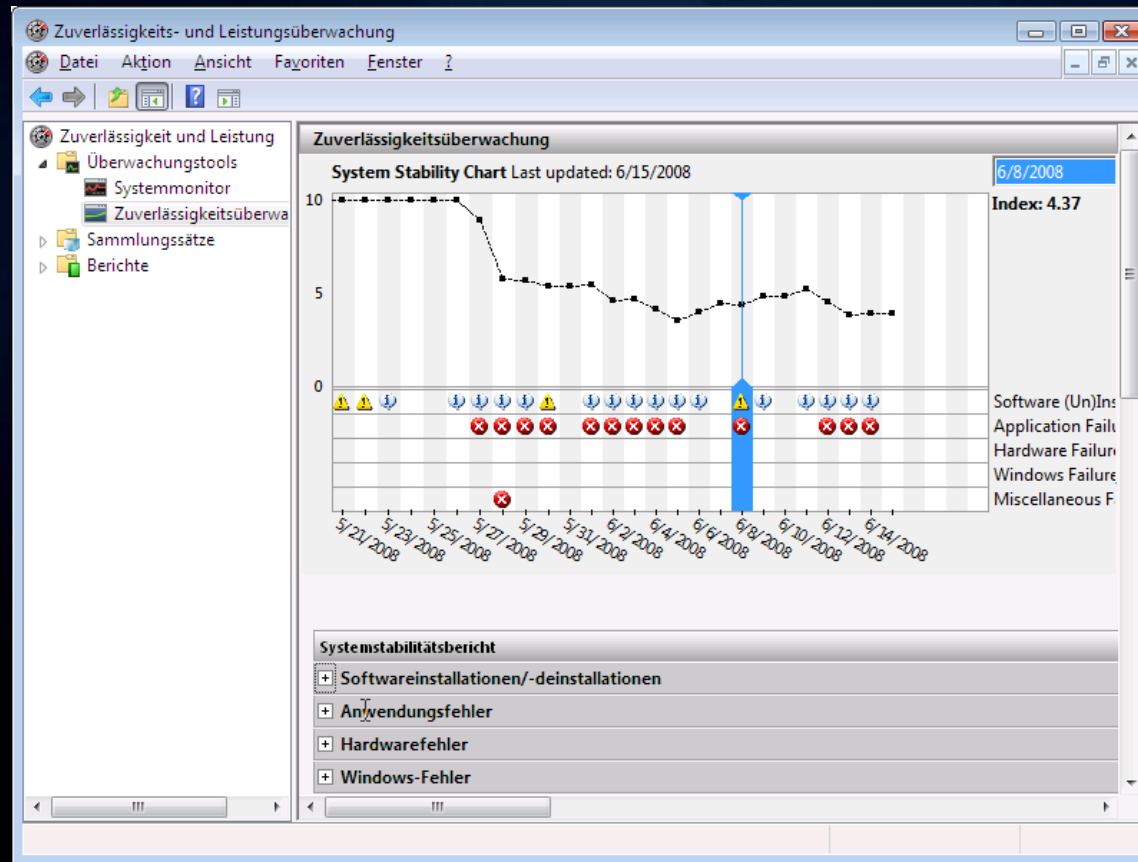 Zuverlässigkeits- und Leistungsüberwachung
Datei Aktion Ansicht Favoriten Fenster ?
Zuverlässigkeit und Leistung
Überwachungstools
Systemmonitor
Zuverlässigkeitsüberwa
Sammlungssätze
Berichte
Zuverlässigkeitsüberwachung
System Stability Chart Last updated: 6/15/2008
6/8/2008
Index: 4.37
10
5
0
Software (Un)Ins
Application Failu
Hardware Failure
Windows Failure
Miscellaneous Fa
5/21/2008 5/23/2008 5/25/2008 5/27/2008 5/29/2008 5/31/2008 6/2/2008 6/4/2008 6/6/2008 6/8/2008 6/10/2008 6/12/2008 6/14/2008
Systemstabilitätsbericht
Softwareinstallationen/-deinstallationen
Anwendungsfehler
Hardwarefehler
Windows-Fehler